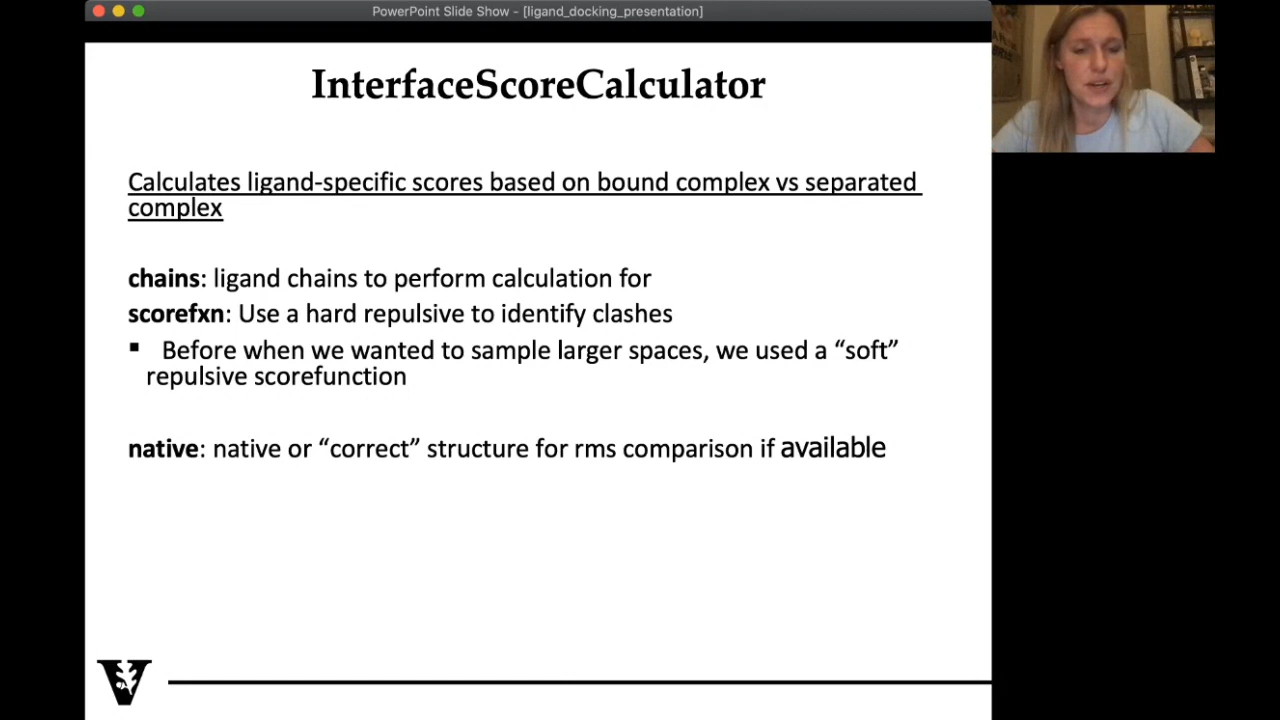 PowerPoint Slide Show - [ligand_docking_presentation]
InterfaceScoreCalculator
Calculates ligand-specific scores based on bound complex vs separated
complex
chains: ligand chains to perform calculation for
scorefxn: Use a hard repulsive to identify clashes
▪ Before when we wanted to sample larger spaces, we used a “soft”
repulsive scorefunction
native: native or “correct” structure for rms comparison if available
V